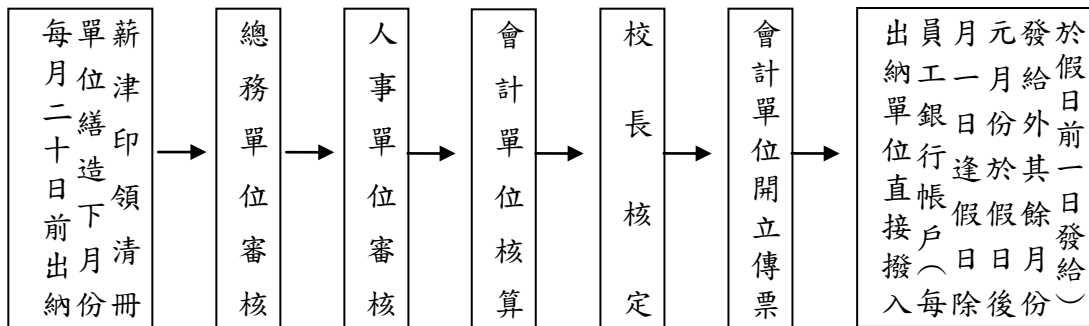 每月二十日前出納
單位繕造下月份
薪津印領清冊
總務單位審核
人事單位審核
會計單位核算
校長核定
會計單位開立傳票
出納單位直接撥入
員工銀行帳戶（每
月一日逢假日除
元月份於假日後
發給外其餘月份
於假日前一日發給）